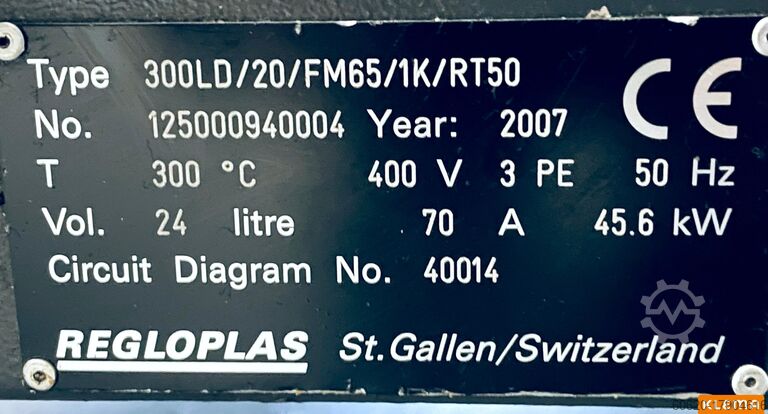 Type 300LD/20/FM65/1K/RT50
No. 125000940004 Year: 2007 CE
T 300 °C 400 V 3 PE 50 Hz
Vol. 24 litre 70 A 45.6 kW
Circuit Diagram No. 40014
REGLOPLAS St. Gallen/Switzerland
KLEMA